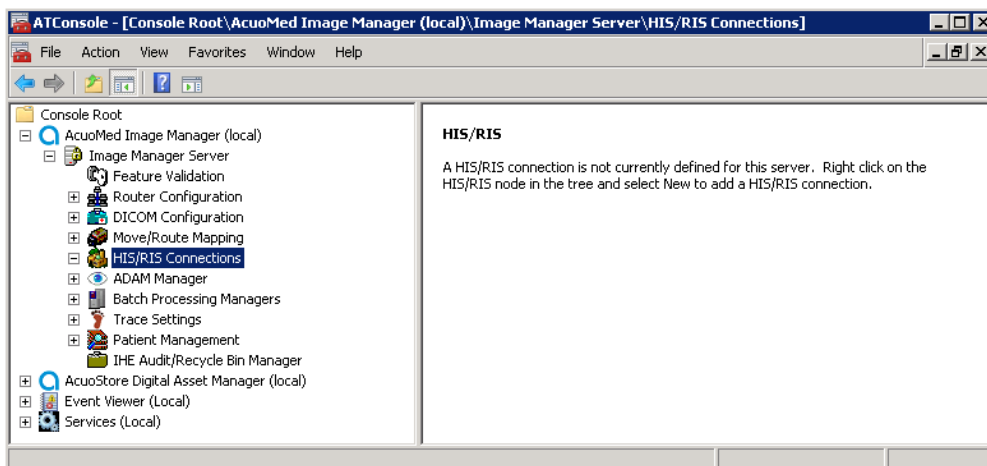 ATConsole - [Console Root\AcuoMed Image Manager (local)\Image Manager Server\HIS/RIS Connections]
File Action View Favorites Window Help
Console Root
AcuoMed Image Manager (local)
Image Manager Server
Feature Validation
Router Configuration
DICOM Configuration
Move/Route Mapping
HIS/RIS Connections
ADAM Manager
Batch Processing Managers
Trace Settings
Patient Management
IHE Audit/Recycle Bin Manager
AcuoStore Digital Asset Manager (local)
Event Viewer (Local)
Services (Local)
HIS/RIS
A HIS/RIS connection is not currently defined for this server. Right click on the
HIS/RIS node in the tree and select New to add a HIS/RIS connection.